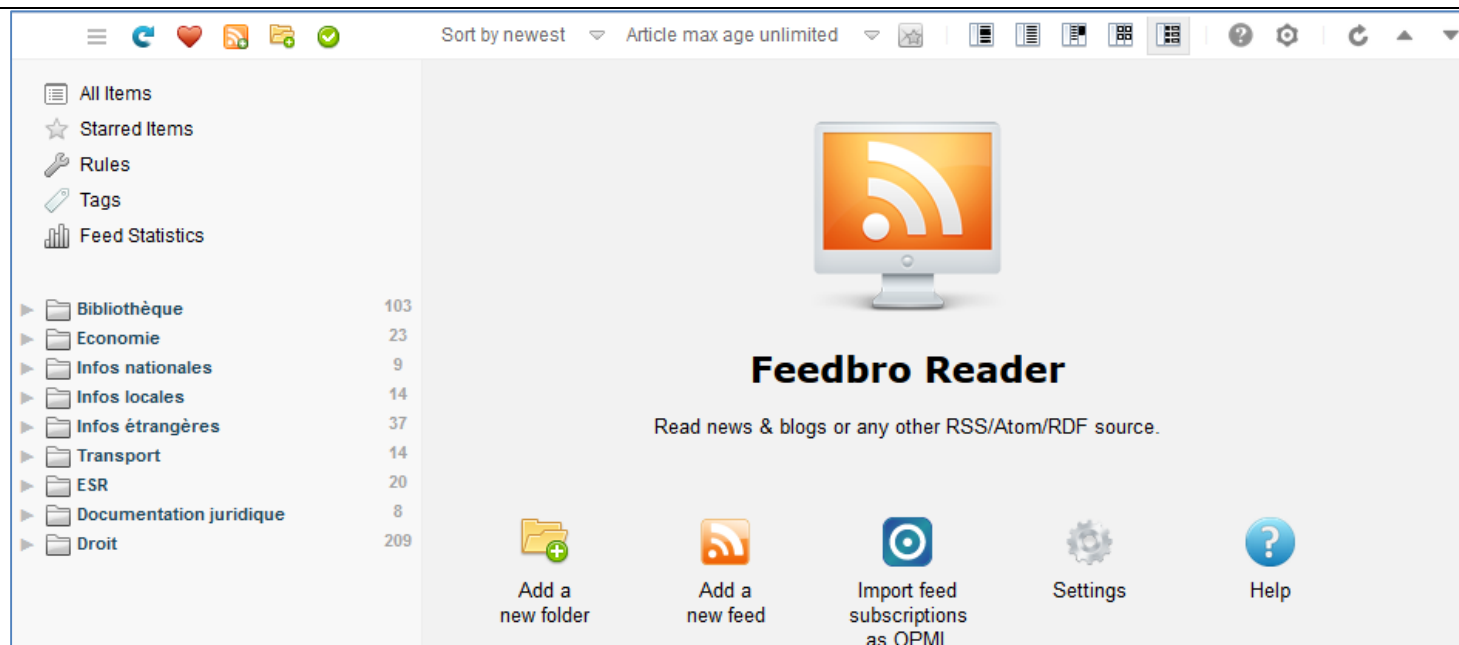 Sort by newest Article max age unlimited
All Items
Starred Items
Rules
Tags
Feed Statistics
Bibliothèque 103
Economie 23
Infos nationales 9
Infos locales 14
Infos étrangères 37
Transport 14
ESR 20
Documentation juridique 8
Droit 209
Feedbro Reader
Read news & blogs or any other RSS/Atom/RDF source.
Add a
new folder
Add a
new feed
Import feed
subscriptions
as OPML
Settings
Help